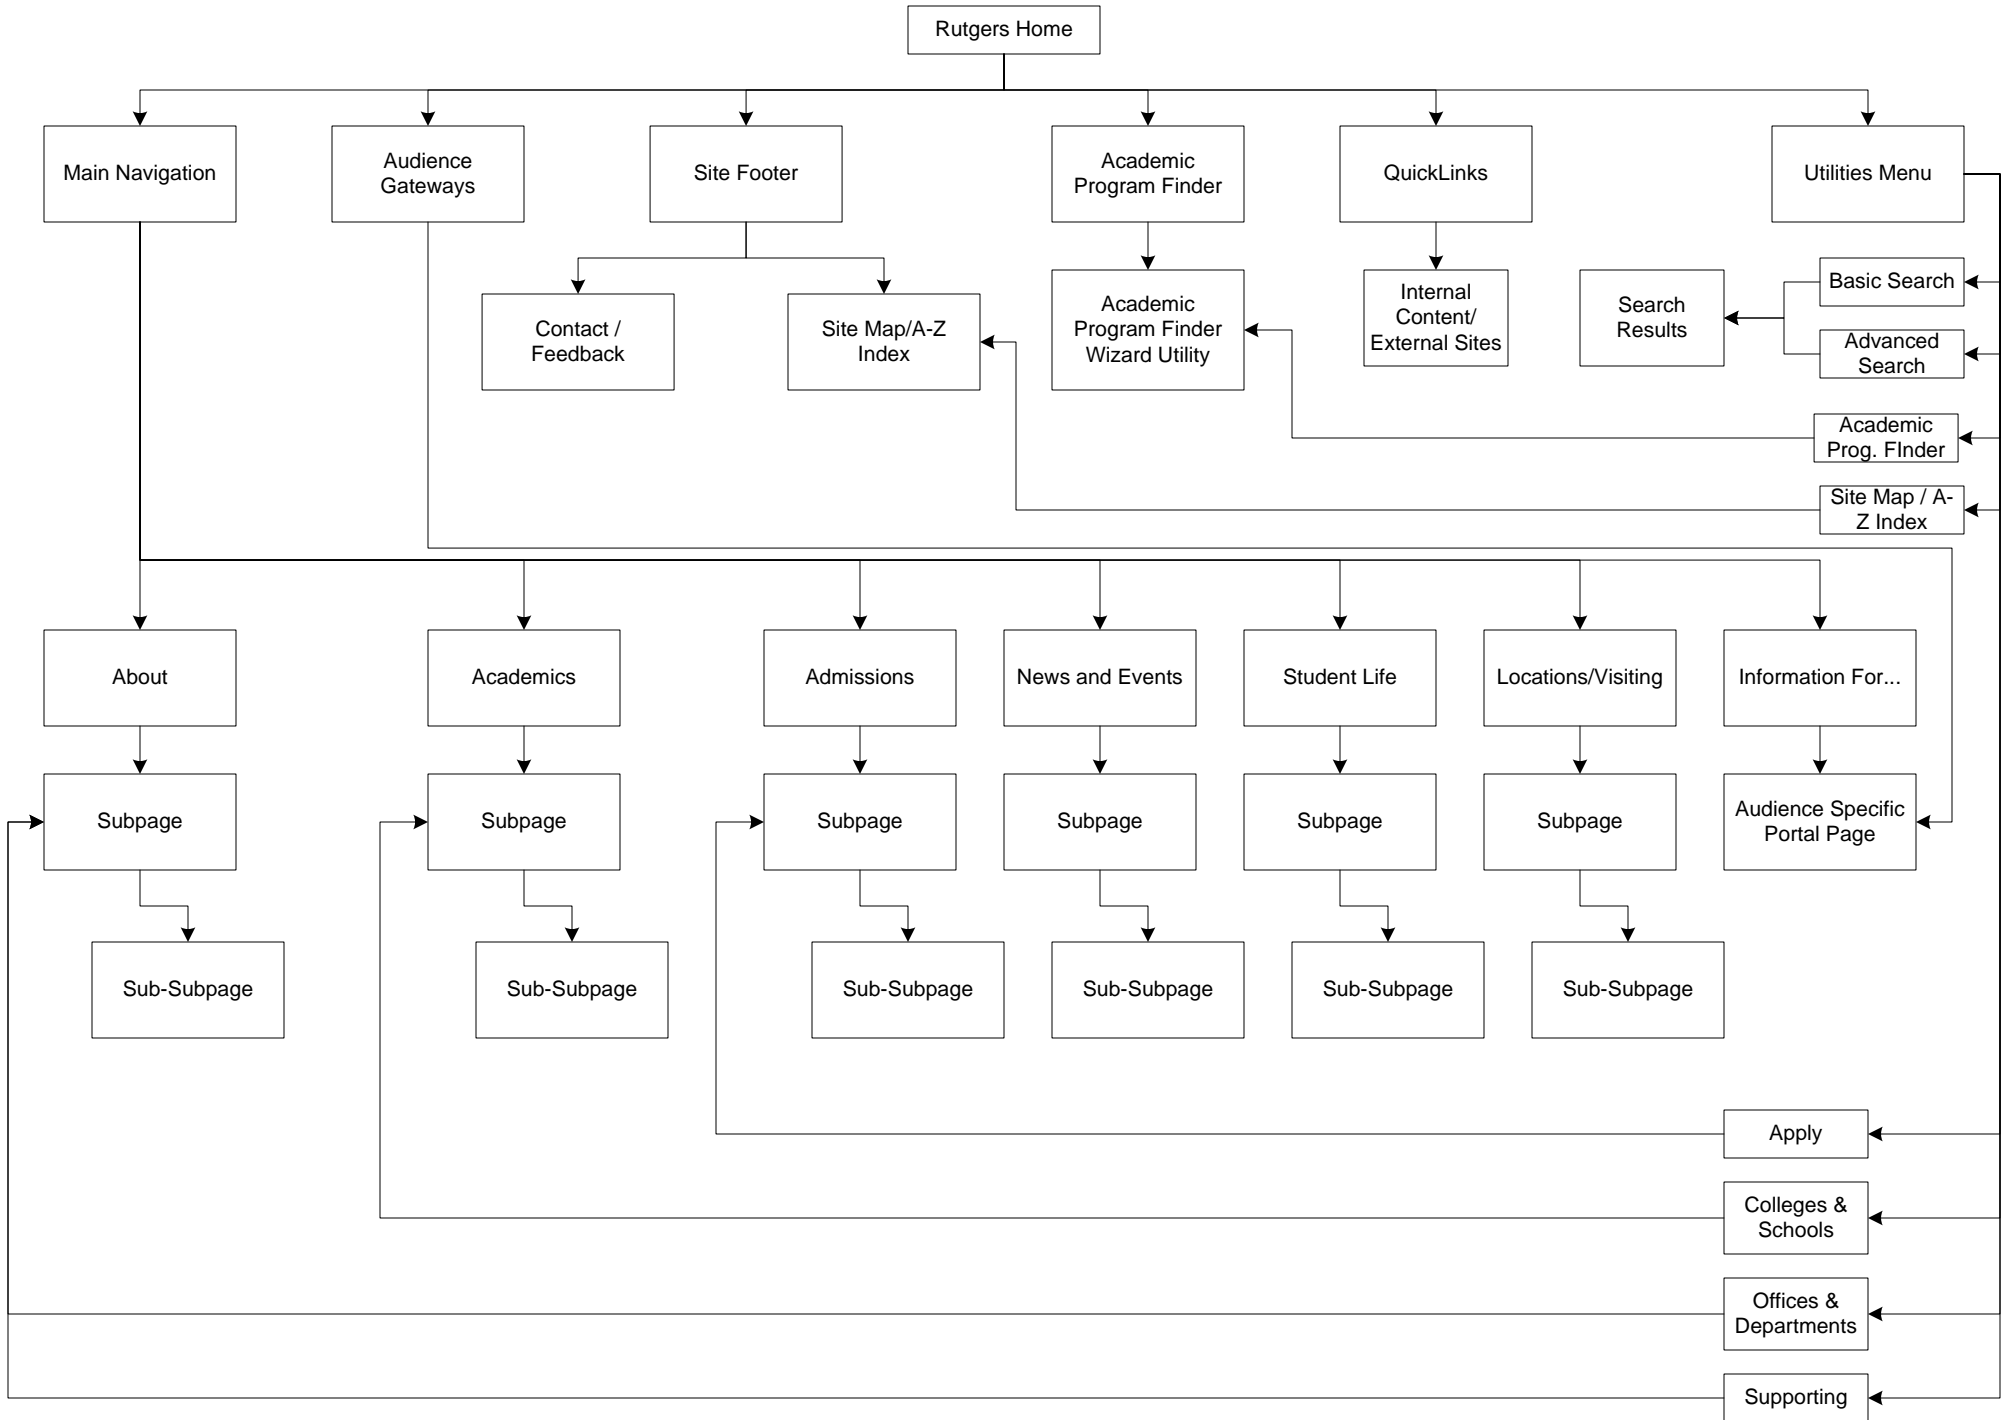 Rutgers Home
Main Navigation
Audience
Gateways
Site Footer
Academic
Program Finder
QuickLinks
Utilities Menu
Contact /
Feedback
Site Map/A-Z
Index
Academic
Program Finder
Wizard Utility
Internal
Content/
External Sites
Search
Results
Basic Search
Advanced
Search
Academic
Prog. FInder
Site Map / A-
Z Index
About
Academics
Admissions
News and Events
Student Life
Locations/Visiting
Information For...
Subpage
Subpage
Subpage
Subpage
Subpage
Subpage
Audience Specific
Portal Page
Sub-Subpage
Sub-Subpage
Sub-Subpage
Sub-Subpage
Sub-Subpage
Sub-Subpage
Apply
Colleges &
Schools
Offices &
Departments
Supporting